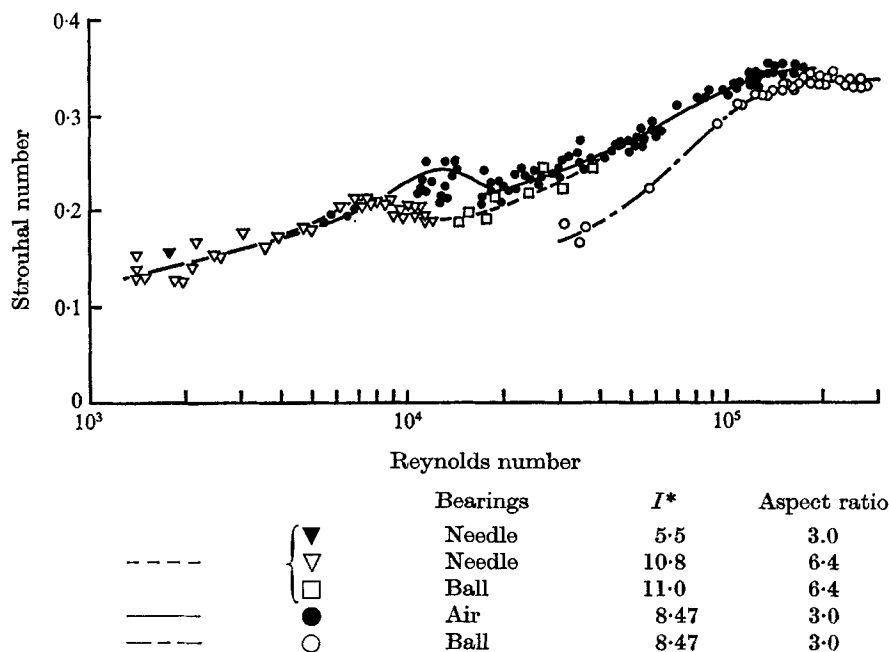 0·4
0·3
0·2
0·1
0
Strouhal number
10³ 10⁴ 10⁵
Reynolds number
Bearings I* Aspect ratio
Needle 5·5 3.0
Needle 10·8 6·4
Ball 11·0 6·4
Air 8·47 3·0
Ball 8·47 3·0